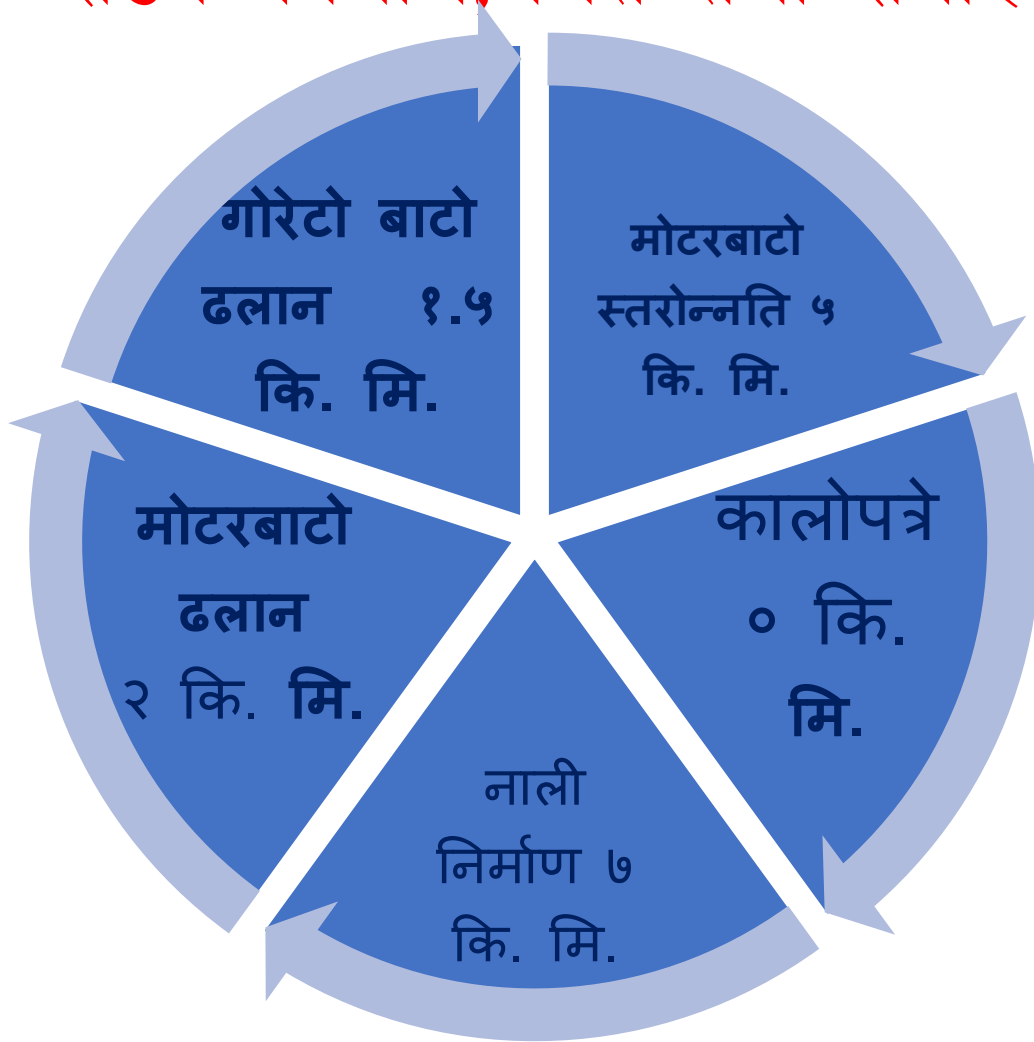 मोटरबाटो
स्तरोन्नति ५
कि. मि.
कालोपत्रे
० कि.
मि.
नाली
निर्माण ७
कि. मि.
मोटरबाटो
ढलान
२ कि. मि.
गोरेटो बाटो
ढलान १.५
कि. मि.